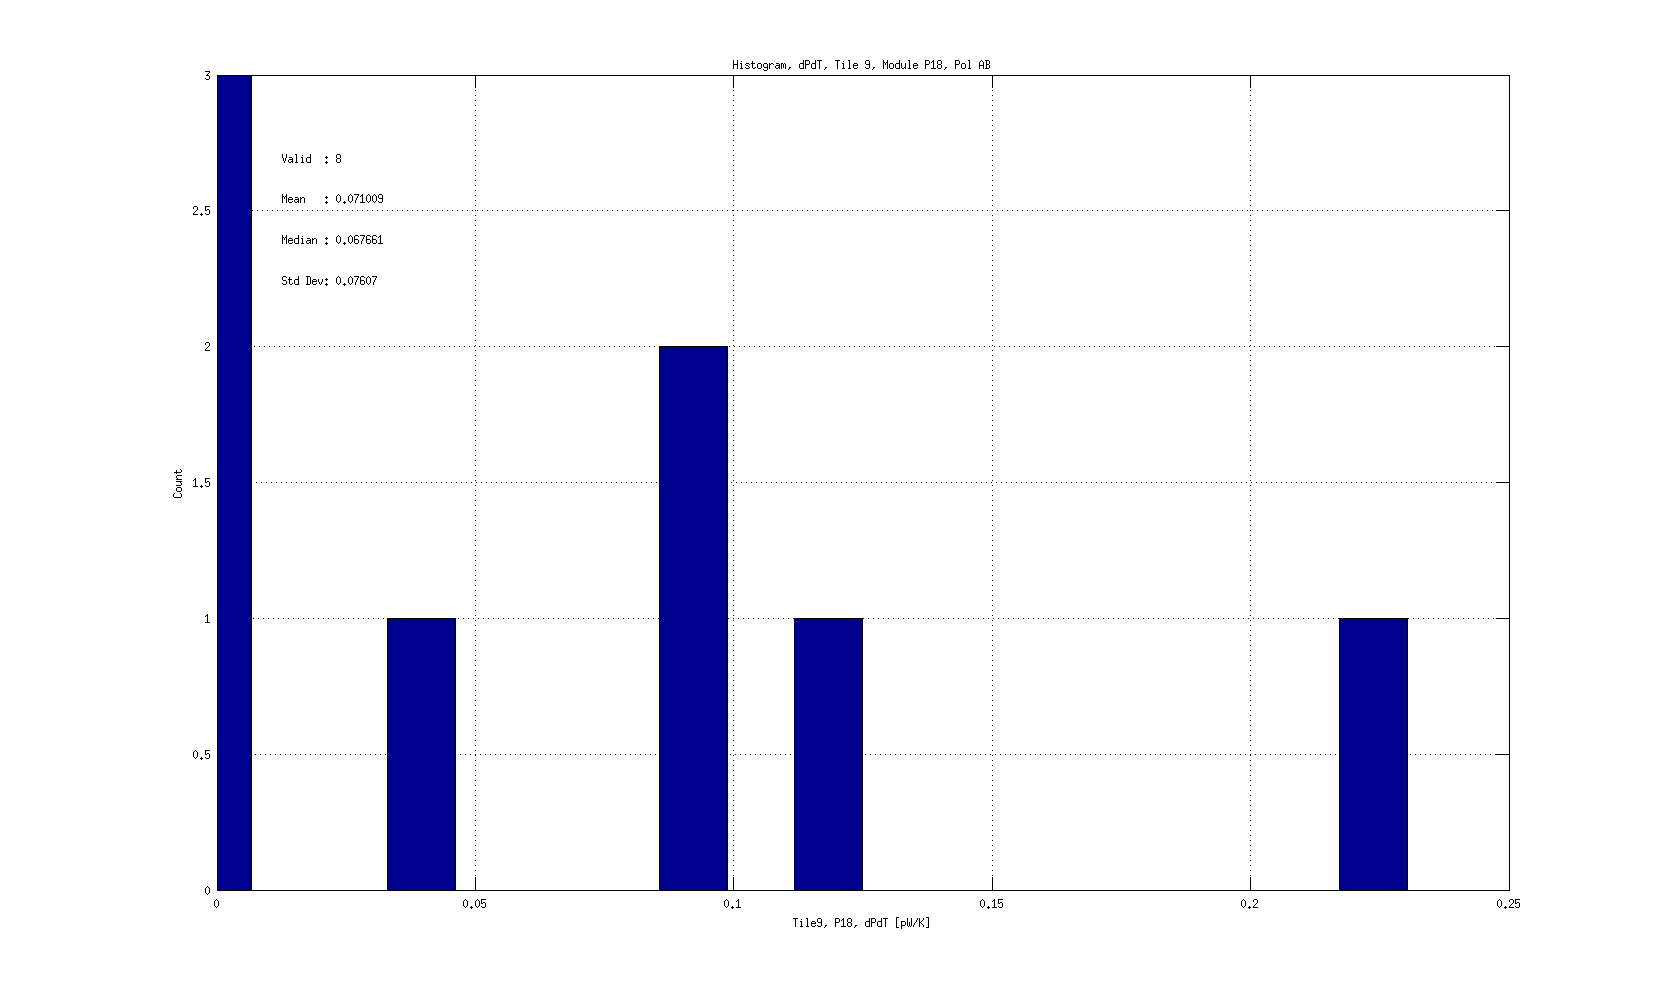 Histogram, dPdT, Tile 9, Module P18, Pol AB
3
Valid  : 8
Mean   : 0.071009
2.5
Median : 0.067661
Std Dev: 0.07607
2
Count
1.5
1
0.5
0
0 0.05 0.1 0.15 0.2 0.25
Tile9, P18, dPdT [pW/K]